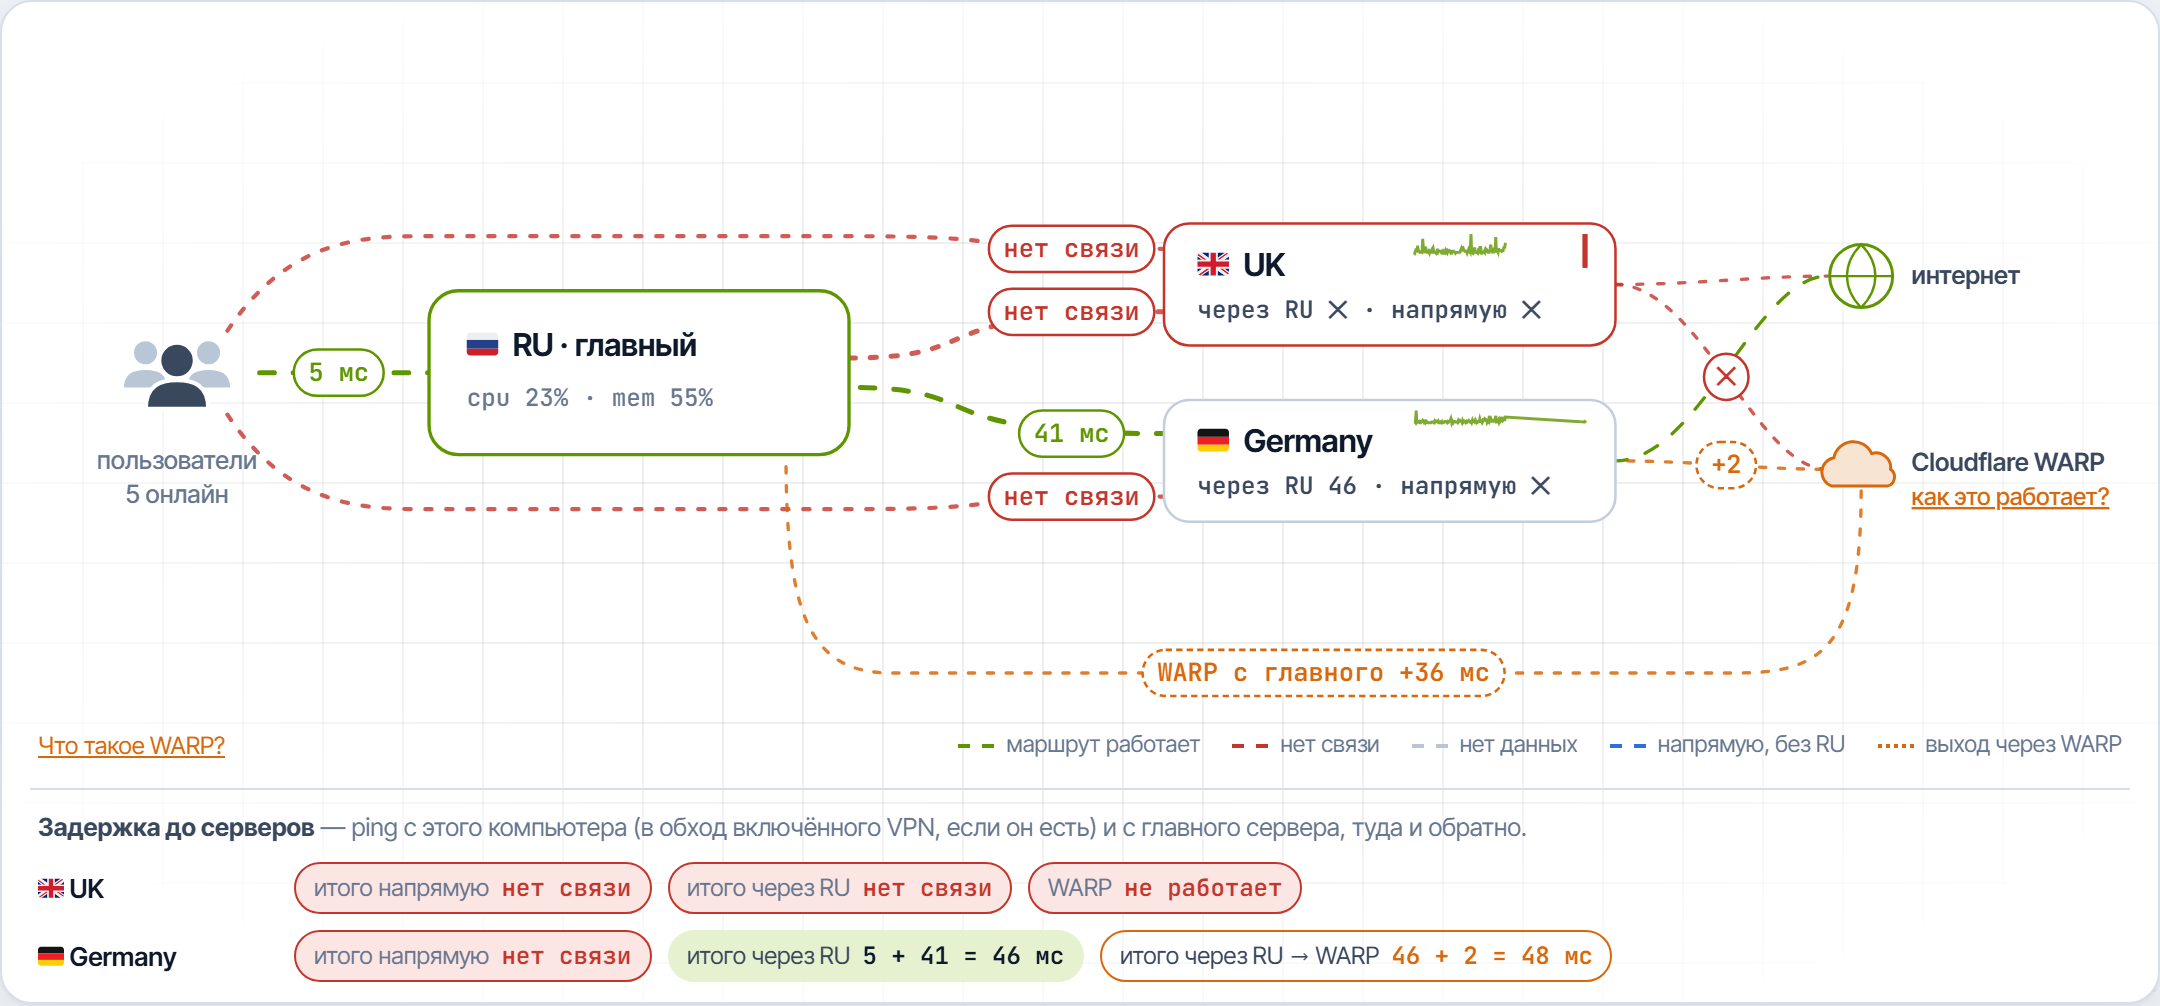 нет связи
UK
через RU × · напрямую ×
интернет
нет связи
RU · главный
cpu 23% · mem 55%
5 мс
пользователи
5 онлайн
41 мс
Germany
через RU 46 · напрямую ×
нет связи
+2
Cloudflare WARP
как это работает?
WARP с главного +36 мс
Что такое WARP?
маршрут работает нет связи нет данных напрямую, без RU выход через WARP
Задержка до серверов — ping с этого компьютера (в обход включённого VPN, если он есть) и с главного сервера, туда и обратно.
UK итого напрямую нет связи итого через RU нет связи WARP не работает
Germany итого напрямую нет связи итого через RU 5 + 41 = 46 мс итого через RU → WARP 46 + 2 = 48 мс